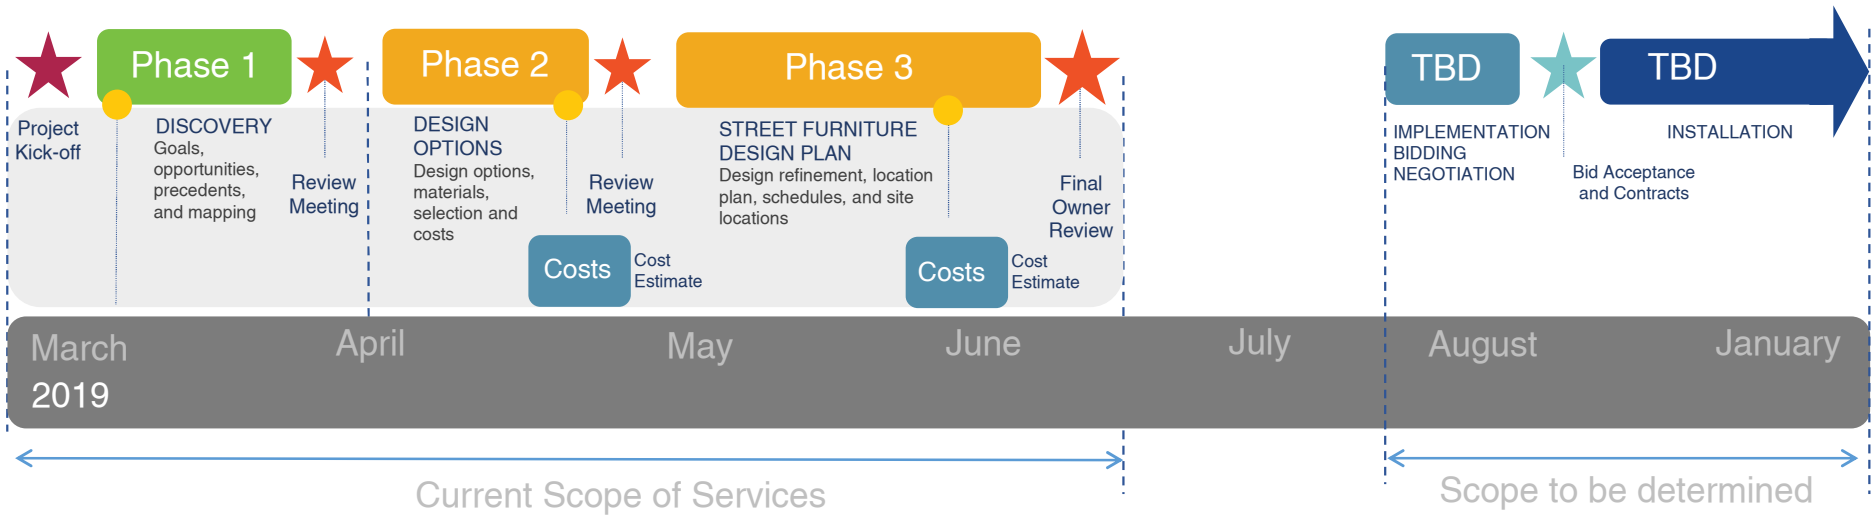 Phase 1
Phase 2
Phase 3
TBD
TBD
Project
Kick-off
DISCOVERY
Goals,
opportunities,
precedents,
and mapping
Review
Meeting
DESIGN
OPTIONS
Design options,
materials,
selection and
costs
Review
Meeting
Costs
Cost
Estimate
STREET FURNITURE
DESIGN PLAN
Design refinement, location
plan, schedules, and site
locations
Costs
Cost
Estimate
Final
Owner
Review
IMPLEMENTATION
BIDDING
NEGOTIATION
Bid Acceptance
and Contracts
INSTALLATION
March
2019
April
May
June
July
August
January
Current Scope of Services
Scope to be determined